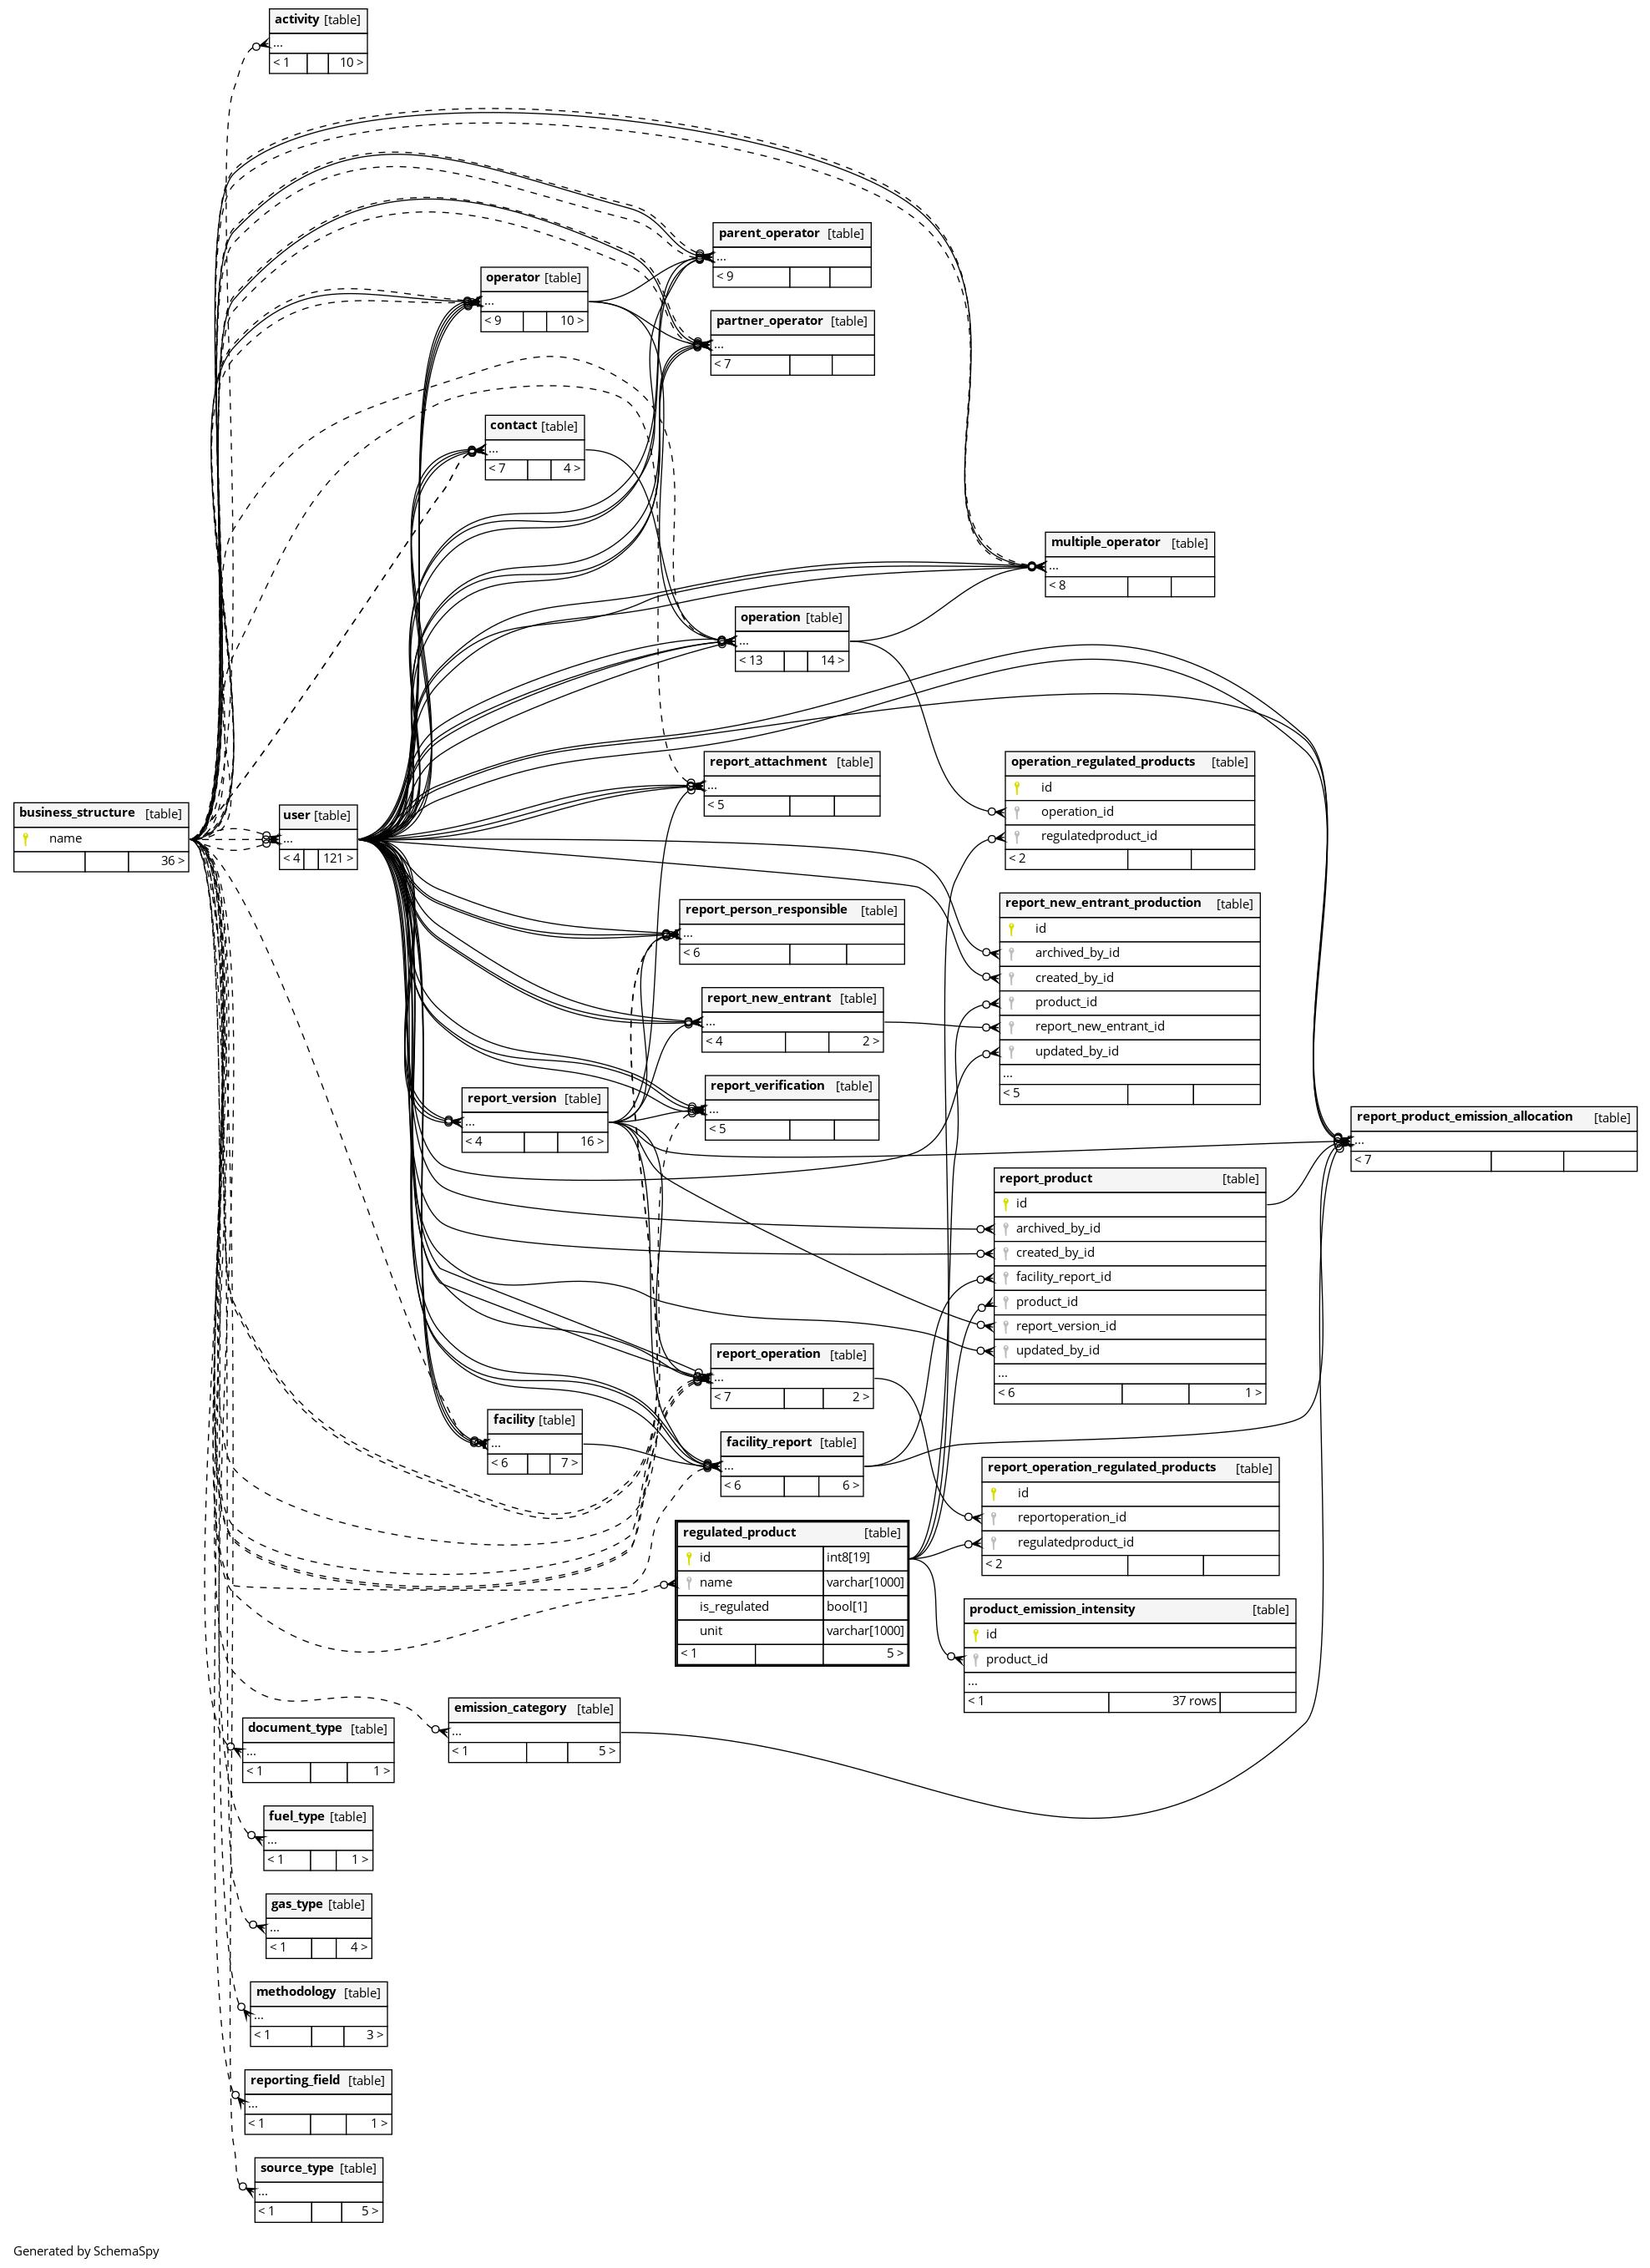 activity [table]
...
< 1 10 >
parent_operator [table]
...
< 9
operator [table]
...
< 9 10 >
partner_operator [table]
...
< 7
contact [table]
...
< 7 4 >
multiple_operator [table]
...
< 8
operation [table]
...
< 13 14 >
report_attachment [table]
...
< 5
operation_regulated_products [table]
id
operation_id
regulatedproduct_id
< 2
business_structure [table]
name
36 >
user [table]
...
< 4 121 >
report_person_responsible [table]
...
< 6
report_new_entrant_production [table]
id
archived_by_id
created_by_id
product_id
report_new_entrant_id
updated_by_id
...
< 5
report_new_entrant [table]
...
< 4 2 >
report_verification [table]
...
< 5
report_version [table]
...
< 4 16 >
report_product_emission_allocation [table]
...
< 7
report_product [table]
id
archived_by_id
created_by_id
facility_report_id
product_id
report_version_id
updated_by_id
...
< 6 1 >
report_operation [table]
...
< 7 2 >
facility [table]
...
< 6 7 >
facility_report [table]
...
< 6 6 >
report_operation_regulated_products [table]
id
reportoperation_id
regulatedproduct_id
< 2
regulated_product [table]
id int8[19]
name varchar[1000]
is_regulated bool[1]
unit varchar[1000]
< 1 5 >
product_emission_intensity [table]
id
product_id
...
< 1 37 rows
emission_category [table]
...
< 1 5 >
document_type [table]
...
< 1 1 >
fuel_type [table]
...
< 1 1 >
gas_type [table]
...
< 1 4 >
methodology [table]
...
< 1 3 >
reporting_field [table]
...
< 1 1 >
source_type [table]
...
< 1 5 >
Generated by SchemaSpy